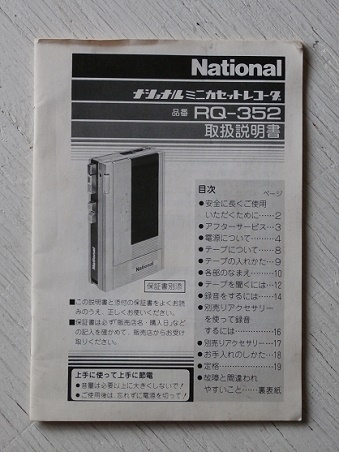 National
ナショナルミニカセットレコーダ
品番 RQ-352
取扱説明書
National
保証書別添
■この説明書と添付の保証書をよくお読
みのうえ、正しくお使いください。
■保証書は必ず「販売店名・購入日」など
の記入を確かめて、販売店からお受け
取りください。
上手に使って上手に節電
●音量は必要以上に大きくしないで!
●ご使用後は、忘れずに電源を切って!
目次
ページ
●安全に長くご使用
いただくために……2
●アフターサービス…3
●電源について……4
●テープについて……8
●テープの入れかた…9
●各部のなまえ……10
●テープを聞くには…12
●録音をするには……14
●別売りアクセサリー
を使って録音
するには……16
●別売りアクセサリー…17
●お手入れのしかた…18
●定格……19
●故障と間違われ
やすいこと……裏表紙